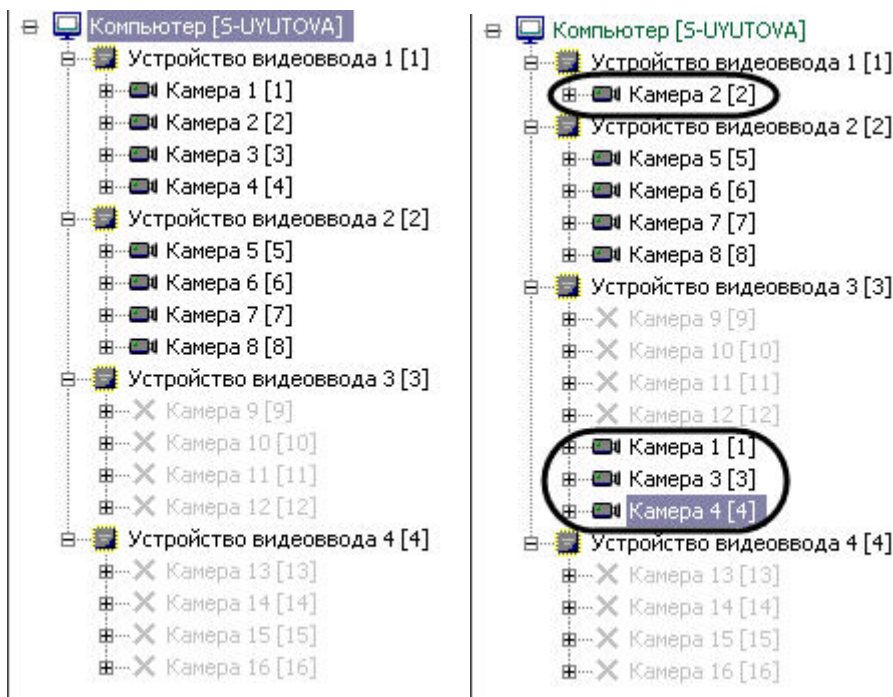 Компьютер [S-UYUTOVA]
Устройство видеоввода 1 [1]
Камера 1 [1]
Камера 2 [2]
Камера 3 [3]
Камера 4 [4]
Устройство видеоввода 2 [2]
Камера 5 [5]
Камера 6 [6]
Камера 7 [7]
Камера 8 [8]
Устройство видеоввода 3 [3]
Камера 9 [9]
Камера 10 [10]
Камера 11 [11]
Камера 12 [12]
Устройство видеоввода 4 [4]
Камера 13 [13]
Камера 14 [14]
Камера 15 [15]
Камера 16 [16]
Компьютер [S-UYUTOVA]
Устройство видеоввода 1 [1]
Камера 2 [2]
Устройство видеоввода 2 [2]
Камера 5 [5]
Камера 6 [6]
Камера 7 [7]
Камера 8 [8]
Устройство видеоввода 3 [3]
Камера 9 [9]
Камера 10 [10]
Камера 11 [11]
Камера 12 [12]
Камера 1 [1]
Камера 3 [3]
Камера 4 [4]
Устройство видеоввода 4 [4]
Камера 13 [13]
Камера 14 [14]
Камера 15 [15]
Камера 16 [16]